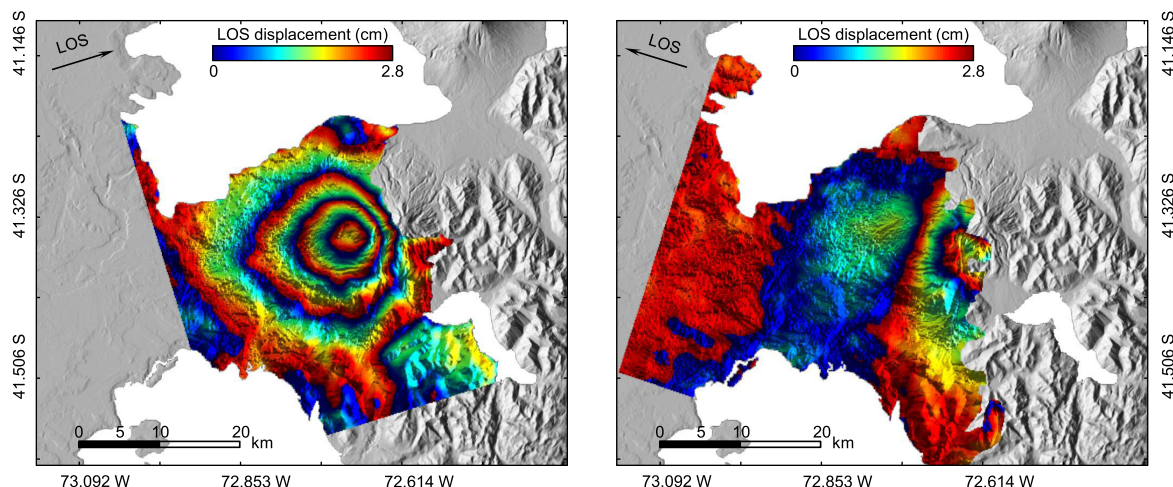 LOS
LOS displacement (cm)
0 2.8
41.146 S
41.326 S
41.506 S
0 5 10 20 km
73.092 W 72.853 W 72.614 W
LOS
LOS displacement (cm)
0 2.8
41.146 S
41.326 S
41.506 S
0 5 10 20 km
73.092 W 72.853 W 72.614 W